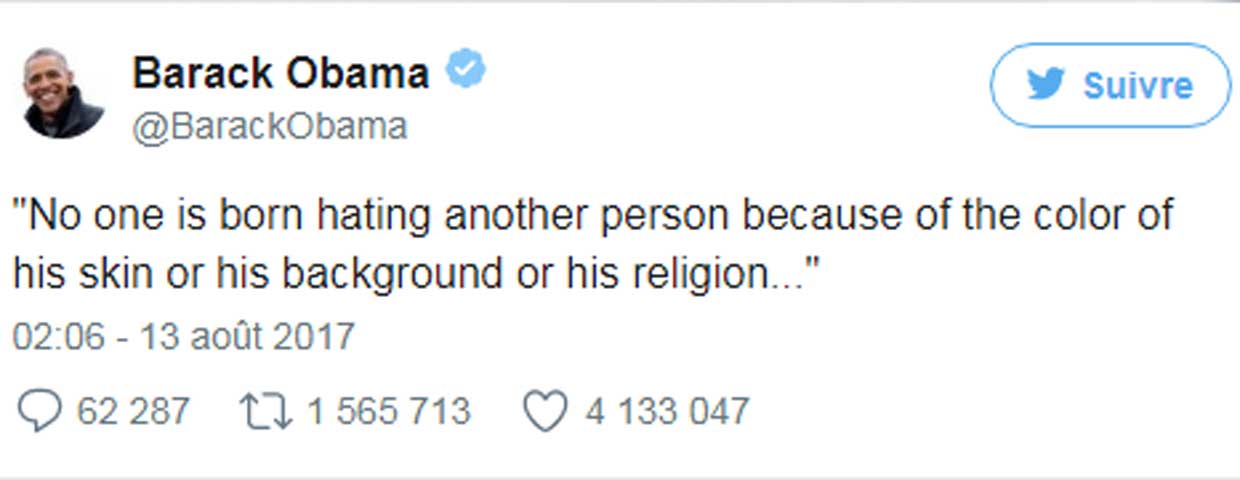 Barack Obama
@BarackObama
Suivre
"No one is born hating another person because of the color of
his skin or his background or his religion..."
02:06 - 13 août 2017
62 287 1 565 713 4 133 047